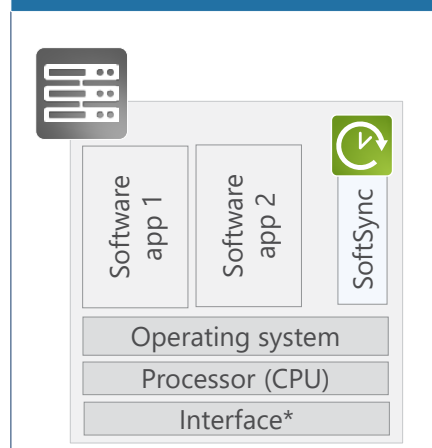 Software
app 1
Software
app 2
SoftSync
Operating system
Processor (CPU)
Interface*